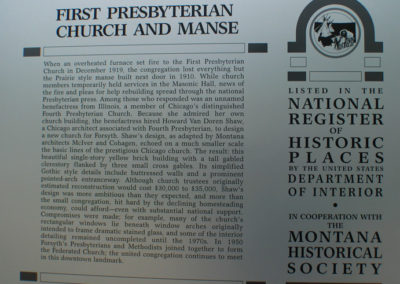 FIRST PRESBYTERIAN
CHURCH AND MANSE
When an overheated furnace set fire to the First Presbyterian
Church in December 1919, the congregation lost everything but
the Prairie style manse built next door in 1910. While church
members temporarily held services in the Masonic Hall, news of
the fire and pleas for help rebuilding spread through the national
Presbyterian press. Among those who responded was an unnamed
benefactress from Illinois, a member of Chicago's distinguished
Fourth Presbyterian Church. Because she admired her own
church building, the benefactress hired Howard Van Doren Shaw,
a Chicago architect associated with Fourth Presbyterian, to design
a new church for Forsyth. Shaw's design, as adapted by Montana
architects McIver and Cohagen, echoed on a much smaller scale
the basic lines of the prestigious Chicago church. The result: this
beautiful single-story yellow brick building with a tall gabled
clerestory flanked by three small cross gables. Its simplified
Gothic style details include buttressed walls and a prominent
pointed-arch entranceway. Although church trustees originally
estimated reconstruction would cost $30,000 to $35,000, Shaw's
design was more ambitious than they expected, and more than
the small congregation, hit hard by the declining homesteading
economy, could afford—even with substantial national support.
Compromises were made; for example, many of the church's
rectangular windows lie beneath window arches originally
intended to frame dramatic stained glass, and some of the interior
detailing remained uncompleted until the 1970s. In 1950
Forsyth's Presbyterians and Methodists joined together to form
the Federated Church; the united congregation continues to meet
in this downtown landmark.
LISTED IN THE
NATIONAL
REGISTER
OF
HISTORIC
PLACES
BY THE UNITED STATES
DEPARTMENT
OF INTERIOR
•
IN COOPERATION WITH
THE
MONTANA
HISTORICAL
SOCIETY